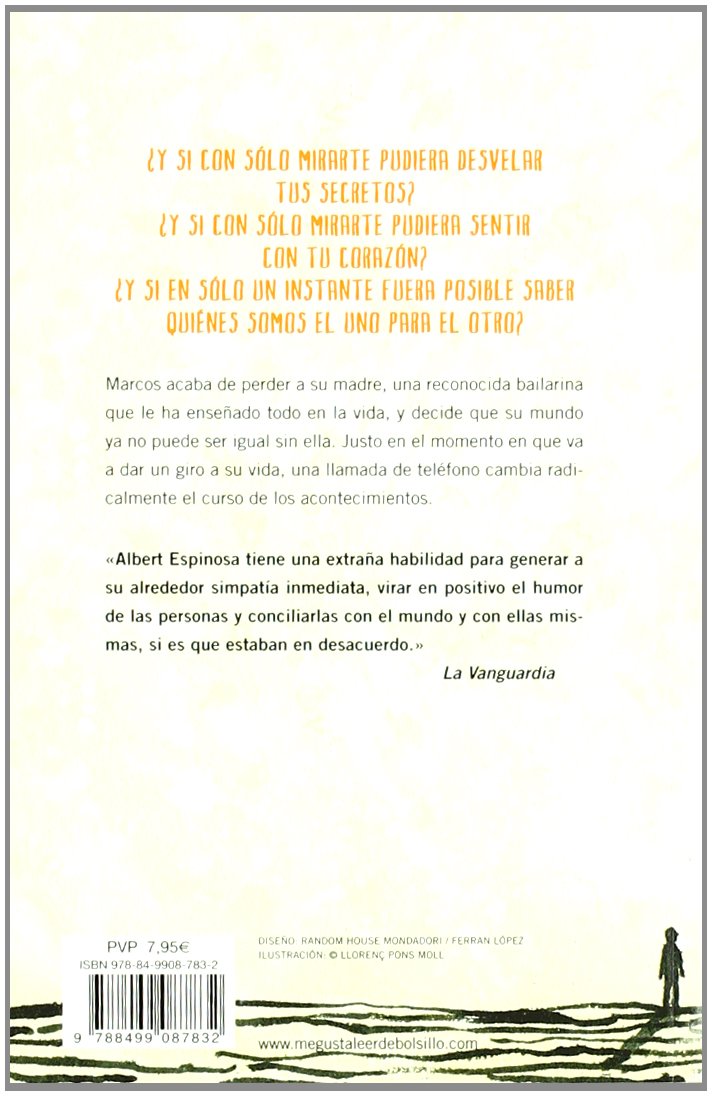 ¿Y SI CON SÓLO MIRARTE PUDIERA DESVELAR
TUS SECRETOS?
¿Y SI CON SÓLO MIRARTE PUDIERA SENTIR
CON TU CORAZÓN?
¿Y SI EN SÓLO UN INSTANTE FUERA POSIBLE SABER
QUIÉNES SOMOS EL UNO PARA EL OTRO?
Marcos acaba de perder a su madre, una reconocida bailarina
que le ha enseñado todo en la vida, y decide que su mundo
ya no puede ser igual sin ella. Justo en el momento en que va
a dar un giro a su vida, una llamada de teléfono cambia radi-
calmente el curso de los acontecimientos.
«Albert Espinosa tiene una extraña habilidad para generar a
su alrededor simpatía inmediata, virar en positivo el humor
de las personas y conciliarlas con el mundo y con ellas mis-
mas, si es que estaban en desacuerdo.»
La Vanguardia
PVP 7,95€
ISBN 978-84-9908-783-2
9 788499 087832
DISEÑO: RANDOM HOUSE MONDADORI / FERRAN LÓPEZ
ILUSTRACIÓN: © LLORENÇ PONS MOLL
www.megustaleerdebolsillo.com